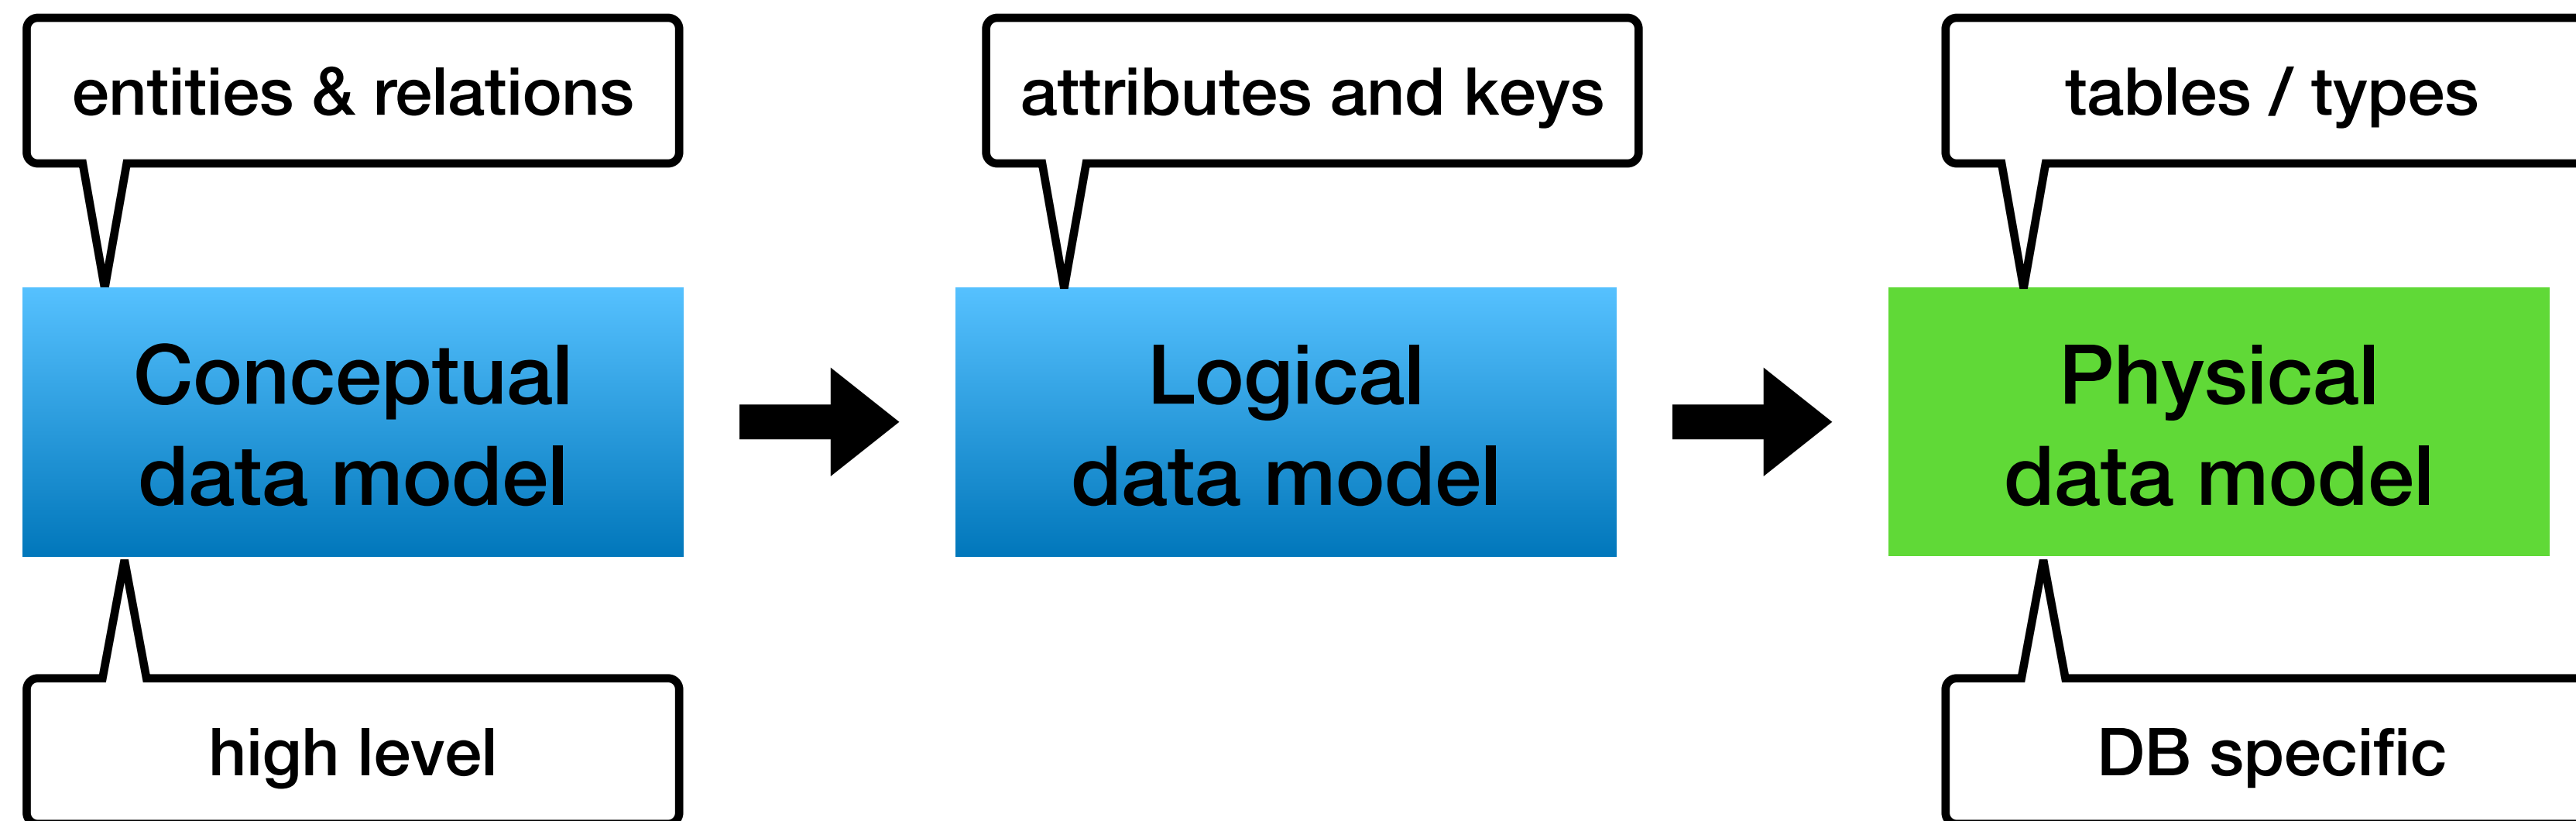 entities & relations
attributes and keys
tables / types
Conceptual
data model
Logical
data model
Physical
data model
high level
DB specific